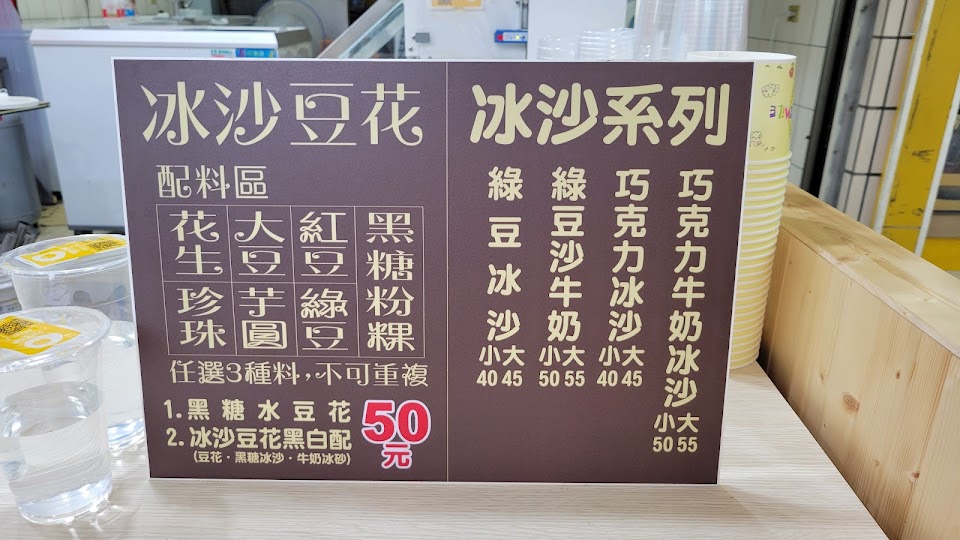 冰沙豆花
配料區
黑糖粉粿
紅豆
綠豆
大豆
芋圓
花生
珍珠
任選3種料,不可重複
1. 黑糖水豆花
2. 冰沙豆花黑白配
(豆花・黑糖冰沙・牛奶冰砂)
50元
冰沙系列
綠豆冰沙
小 大
40 45
綠豆沙牛奶
小 大
50 55
巧克力冰沙
小 大
40 45
巧克力牛奶冰沙
小 大
50 55